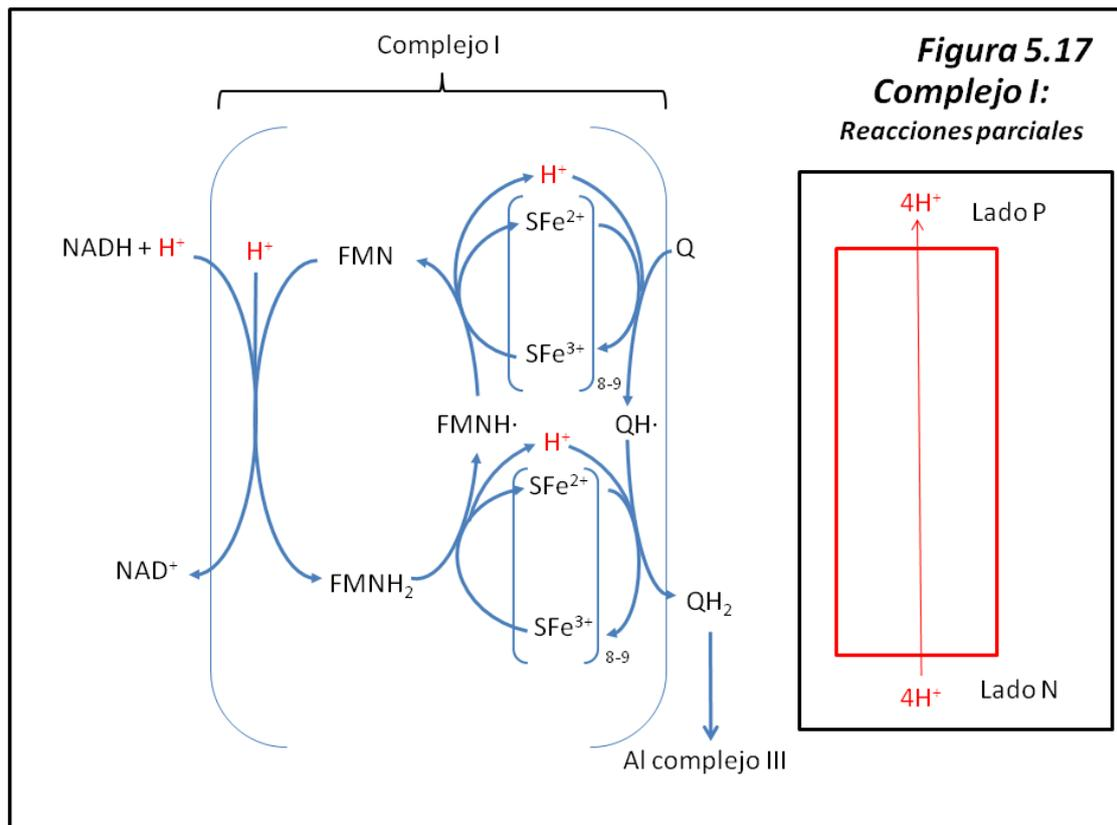 Complejo I
Figura 5.17
Complejo I:
Reacciones parciales
NADH + H⁺
H⁺
FMN
H⁺
SFe²⁺
SFe³⁺
8-9
Q
FMNH·
QH·
H⁺
SFe²⁺
SFe³⁺
8-9
NAD⁺
FMNH₂
QH₂
Al complejo III
4H⁺
Lado P
4H⁺
Lado N